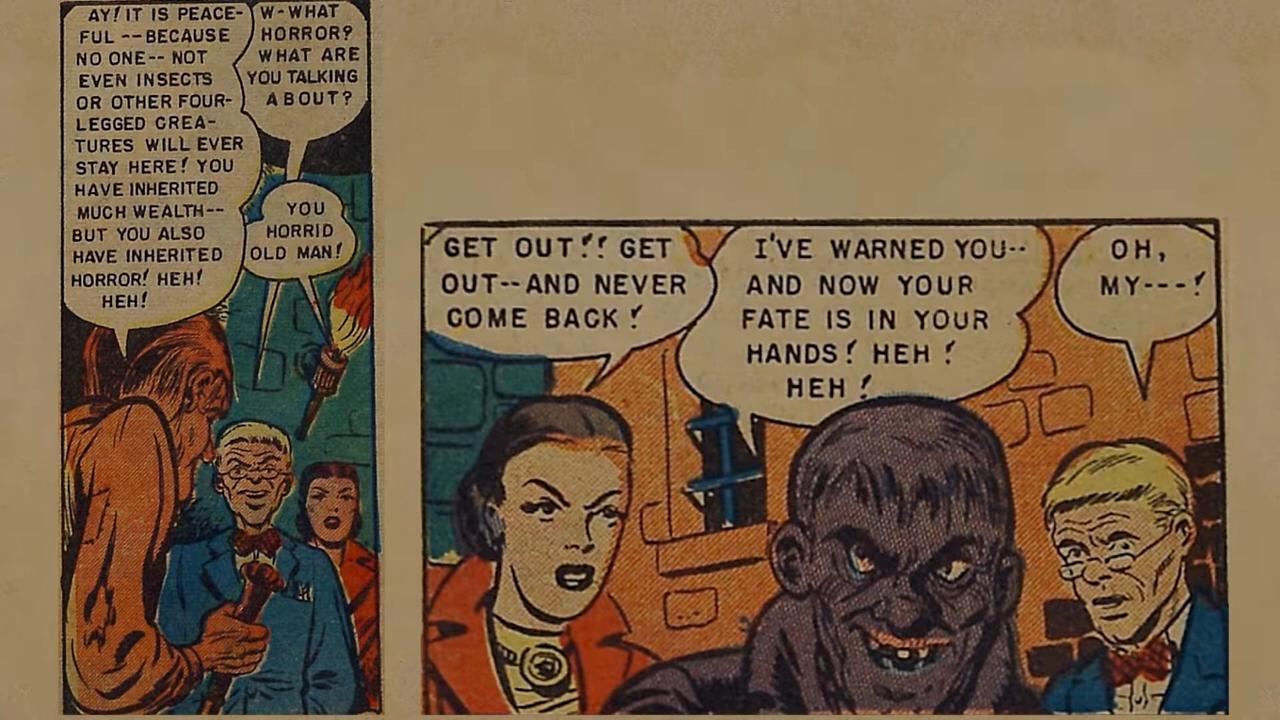 AY! IT IS PEACE-
FUL --BECAUSE
NO ONE-- NOT
EVEN INSECTS
OR OTHER FOUR-
LEGGED CREA-
TURES WILL EVER
STAY HERE! YOU
HAVE INHERITED
MUCH WEALTH--
BUT YOU ALSO
HAVE INHERITED
HORROR! HEH!
HEH!
W-WHAT
HORROR?
WHAT ARE
YOU TALKING
ABOUT?
YOU
HORRID
OLD MAN!
GET OUT!! GET
OUT--AND NEVER
COME BACK!
I'VE WARNED YOU--
AND NOW YOUR
FATE IS IN YOUR
HANDS! HEH!
HEH!
OH,
MY---!